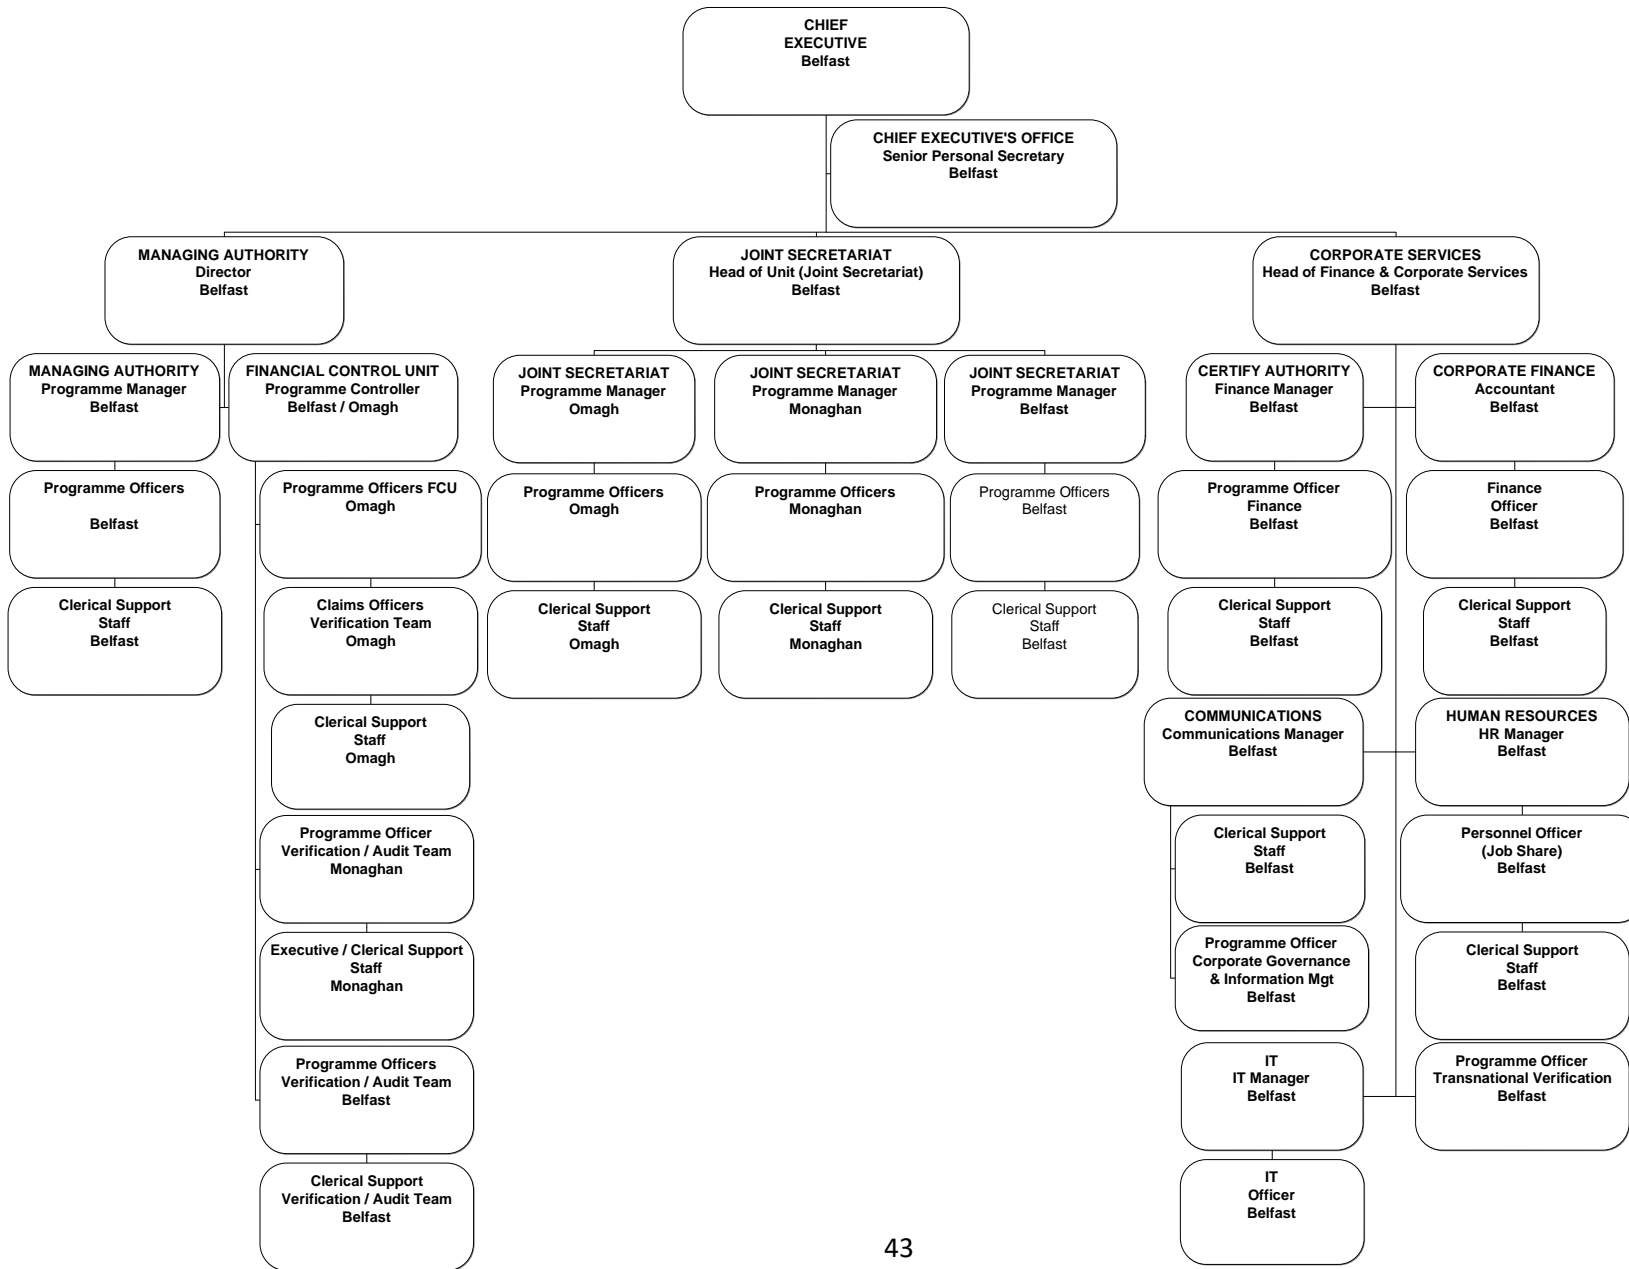 CHIEF
EXECUTIVE
Belfast
CHIEF EXECUTIVE'S OFFICE
Senior Personal Secretary
Belfast
MANAGING AUTHORITY
Director
Belfast
JOINT SECRETARIAT
Head of Unit (Joint Secretariat)
Belfast
CORPORATE SERVICES
Head of Finance & Corporate Services
Belfast
MANAGING AUTHORITY
Programme Manager
Belfast
FINANCIAL CONTROL UNIT
Programme Controller
Belfast / Omagh
JOINT SECRETARIAT
Programme Manager
Omagh
JOINT SECRETARIAT
Programme Manager
Monaghan
JOINT SECRETARIAT
Programme Manager
Belfast
CERTIFY AUTHORITY
Finance Manager
Belfast
CORPORATE FINANCE
Accountant
Belfast
Programme Officers
Belfast
Programme Officers FCU
Omagh
Programme Officers
Omagh
Programme Officers
Monaghan
Programme Officers
Belfast
Programme Officer
Finance
Belfast
Finance
Officer
Belfast
Clerical Support
Staff
Belfast
Claims Officers
Verification Team
Omagh
Clerical Support
Staff
Omagh
Clerical Support
Staff
Monaghan
Clerical Support
Staff
Belfast
Clerical Support
Staff
Belfast
Clerical Support
Staff
Belfast
Clerical Support
Staff
Omagh
COMMUNICATIONS
Communications Manager
Belfast
HUMAN RESOURCES
HR Manager
Belfast
Programme Officer
Verification / Audit Team
Monaghan
Clerical Support
Staff
Belfast
Personnel Officer
(Job Share)
Belfast
Executive / Clerical Support
Staff
Monaghan
Programme Officer
Corporate Governance
& Information Mgt
Belfast
Clerical Support
Staff
Belfast
Programme Officers
Verification / Audit Team
Belfast
IT
IT Manager
Belfast
Programme Officer
Transnational Verification
Belfast
Clerical Support
Verification / Audit Team
Belfast
IT
Officer
Belfast
43